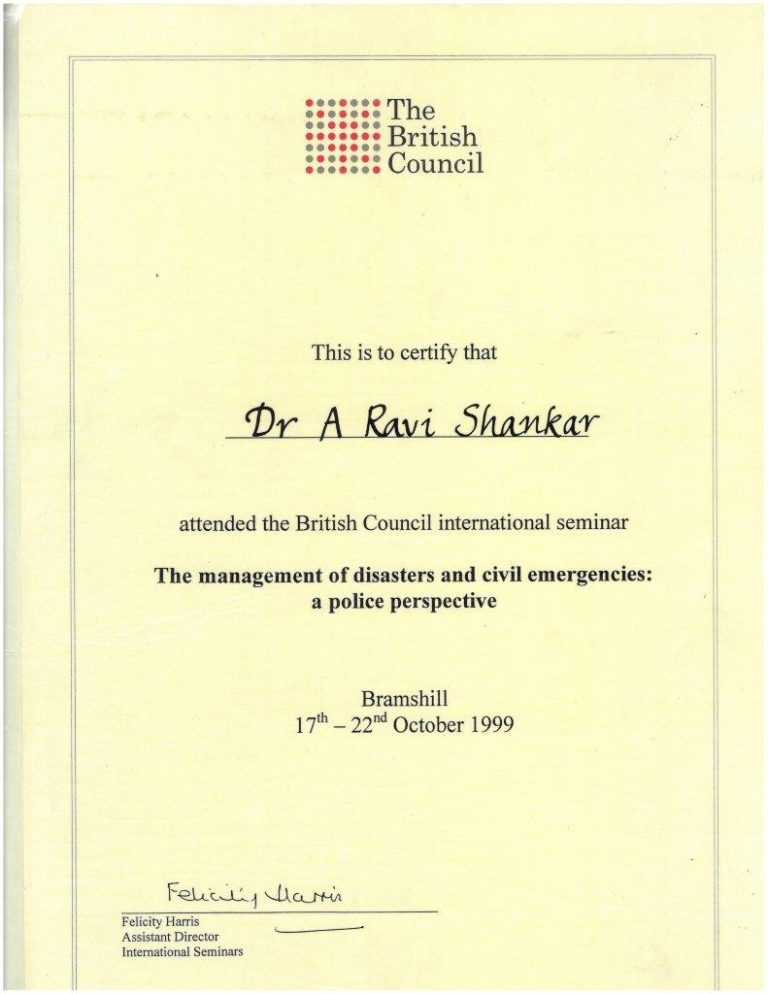 The
British
Council
This is to certify that
Dr A Ravi Shankar
attended the British Council international seminar
The management of disasters and civil emergencies:
a police perspective
Bramshill
17th – 22nd October 1999
Felicity Harris
Felicity Harris
Assistant Director
International Seminars